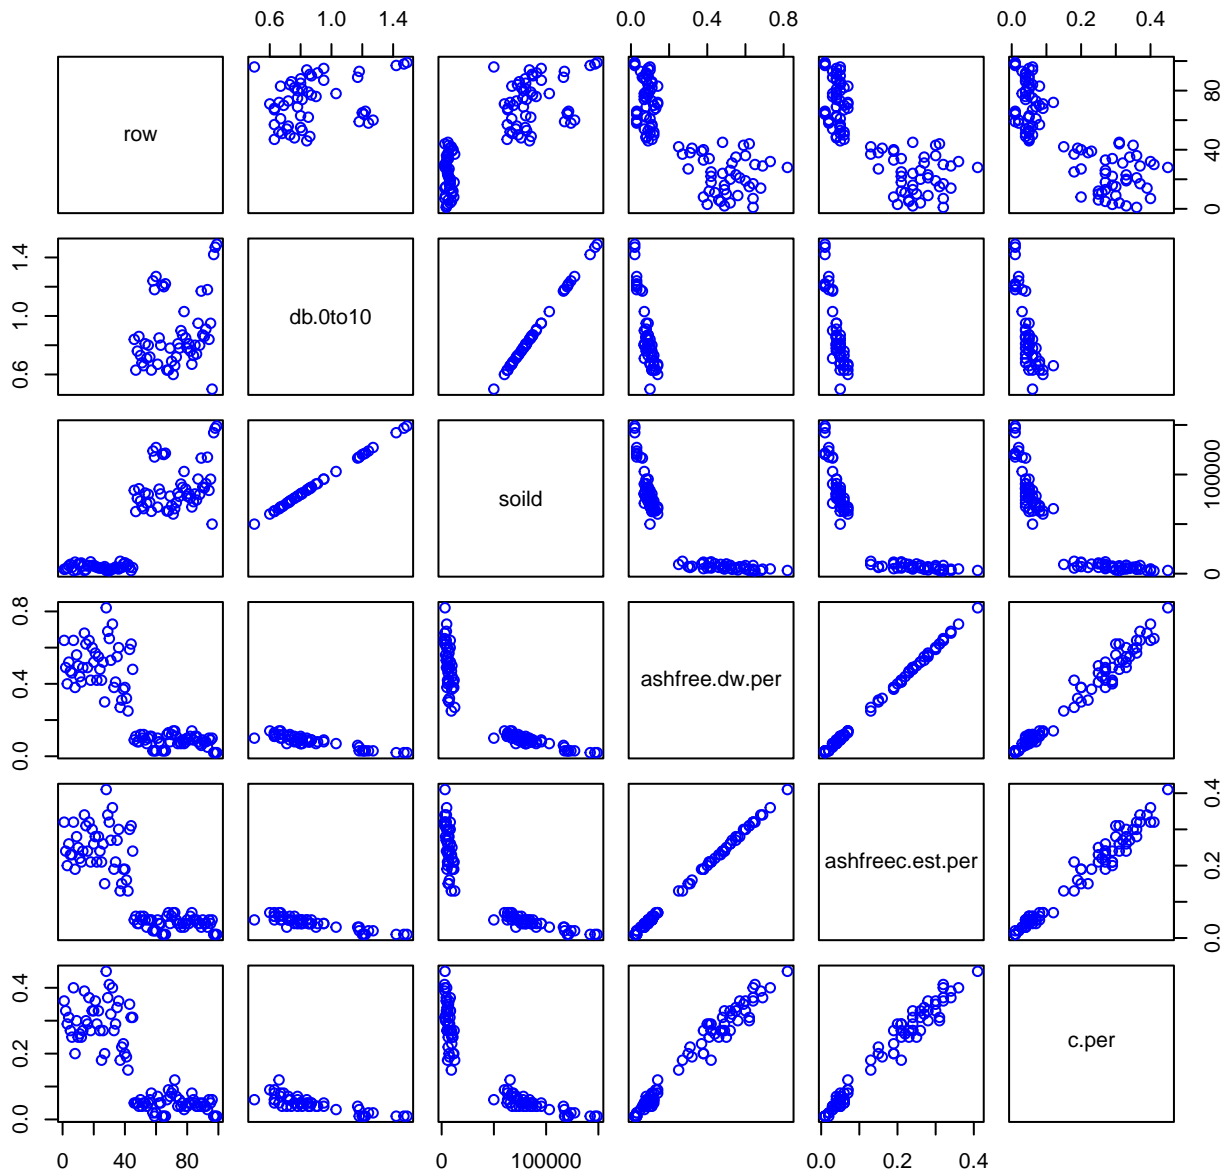 0.6 1.0 1.4 0.0 0.4 0.8 0.0 0.2 0.4
row 0 40 80
0.6 1.0 1.4 db.0to10
soild 0 100000
0.0 0.4 0.8 ashfree.dw.per
ashfreec.est.per 0.0 0.2 0.4
0.0 0.2 0.4 c.per
0 40 80 0 100000 0.0 0.2 0.4